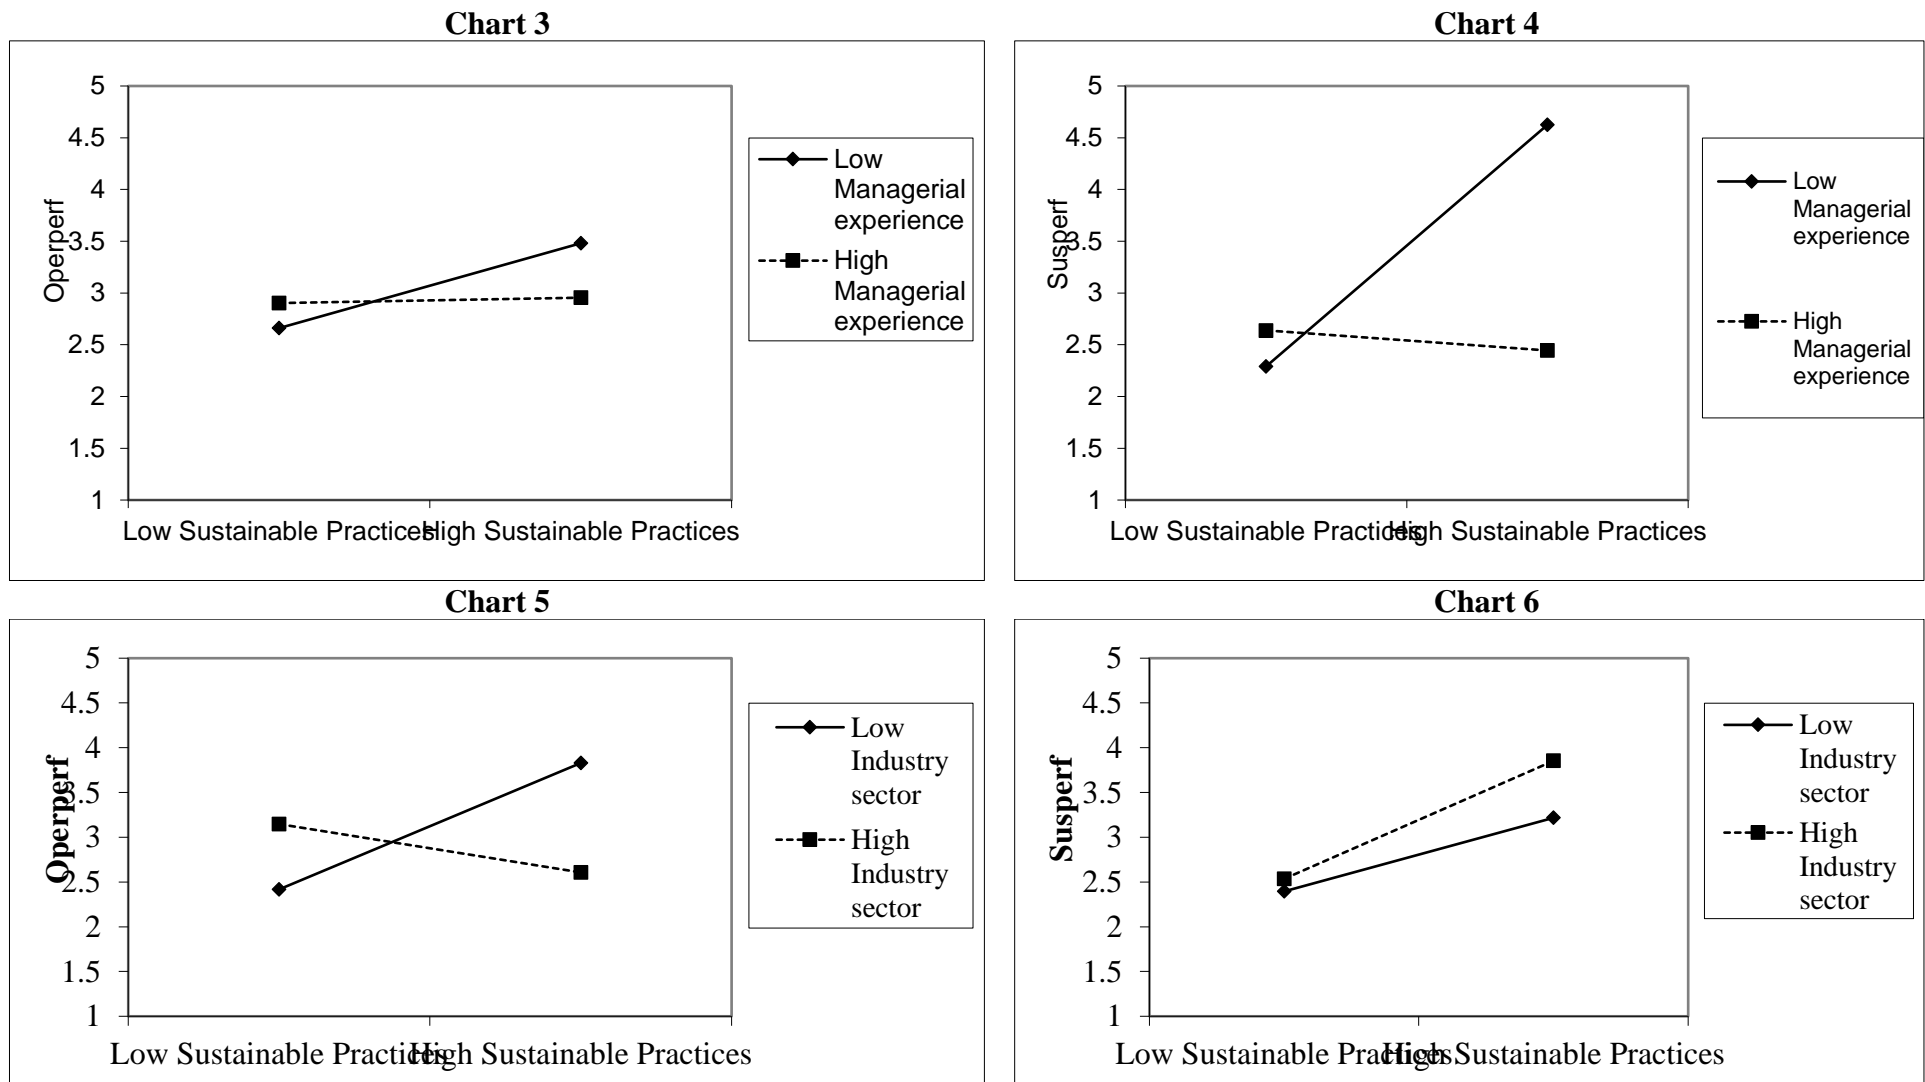 Chart 3
5
4.5
4
3.5
3
2.5
2
1.5
1
Operperf
Low Sustainable Practices High Sustainable Practices
Low
Managerial
experience
High
Managerial
experience
Chart 4
5
4.5
4
3.5
3
2.5
2
1.5
1
Susperf
Low Sustainable Practices High Sustainable Practices
Low
Managerial
experience
High
Managerial
experience
Chart 5
5
4.5
4
3.5
3
2.5
2
1.5
1
Operperf
Low Sustainable Practices High Sustainable Practices
Low
Industry
sector
High
Industry
sector
Chart 6
5
4.5
4
3.5
3
2.5
2
1.5
1
Susperf
Low Sustainable Practices High Sustainable Practices
Low
Industry
sector
High
Industry
sector